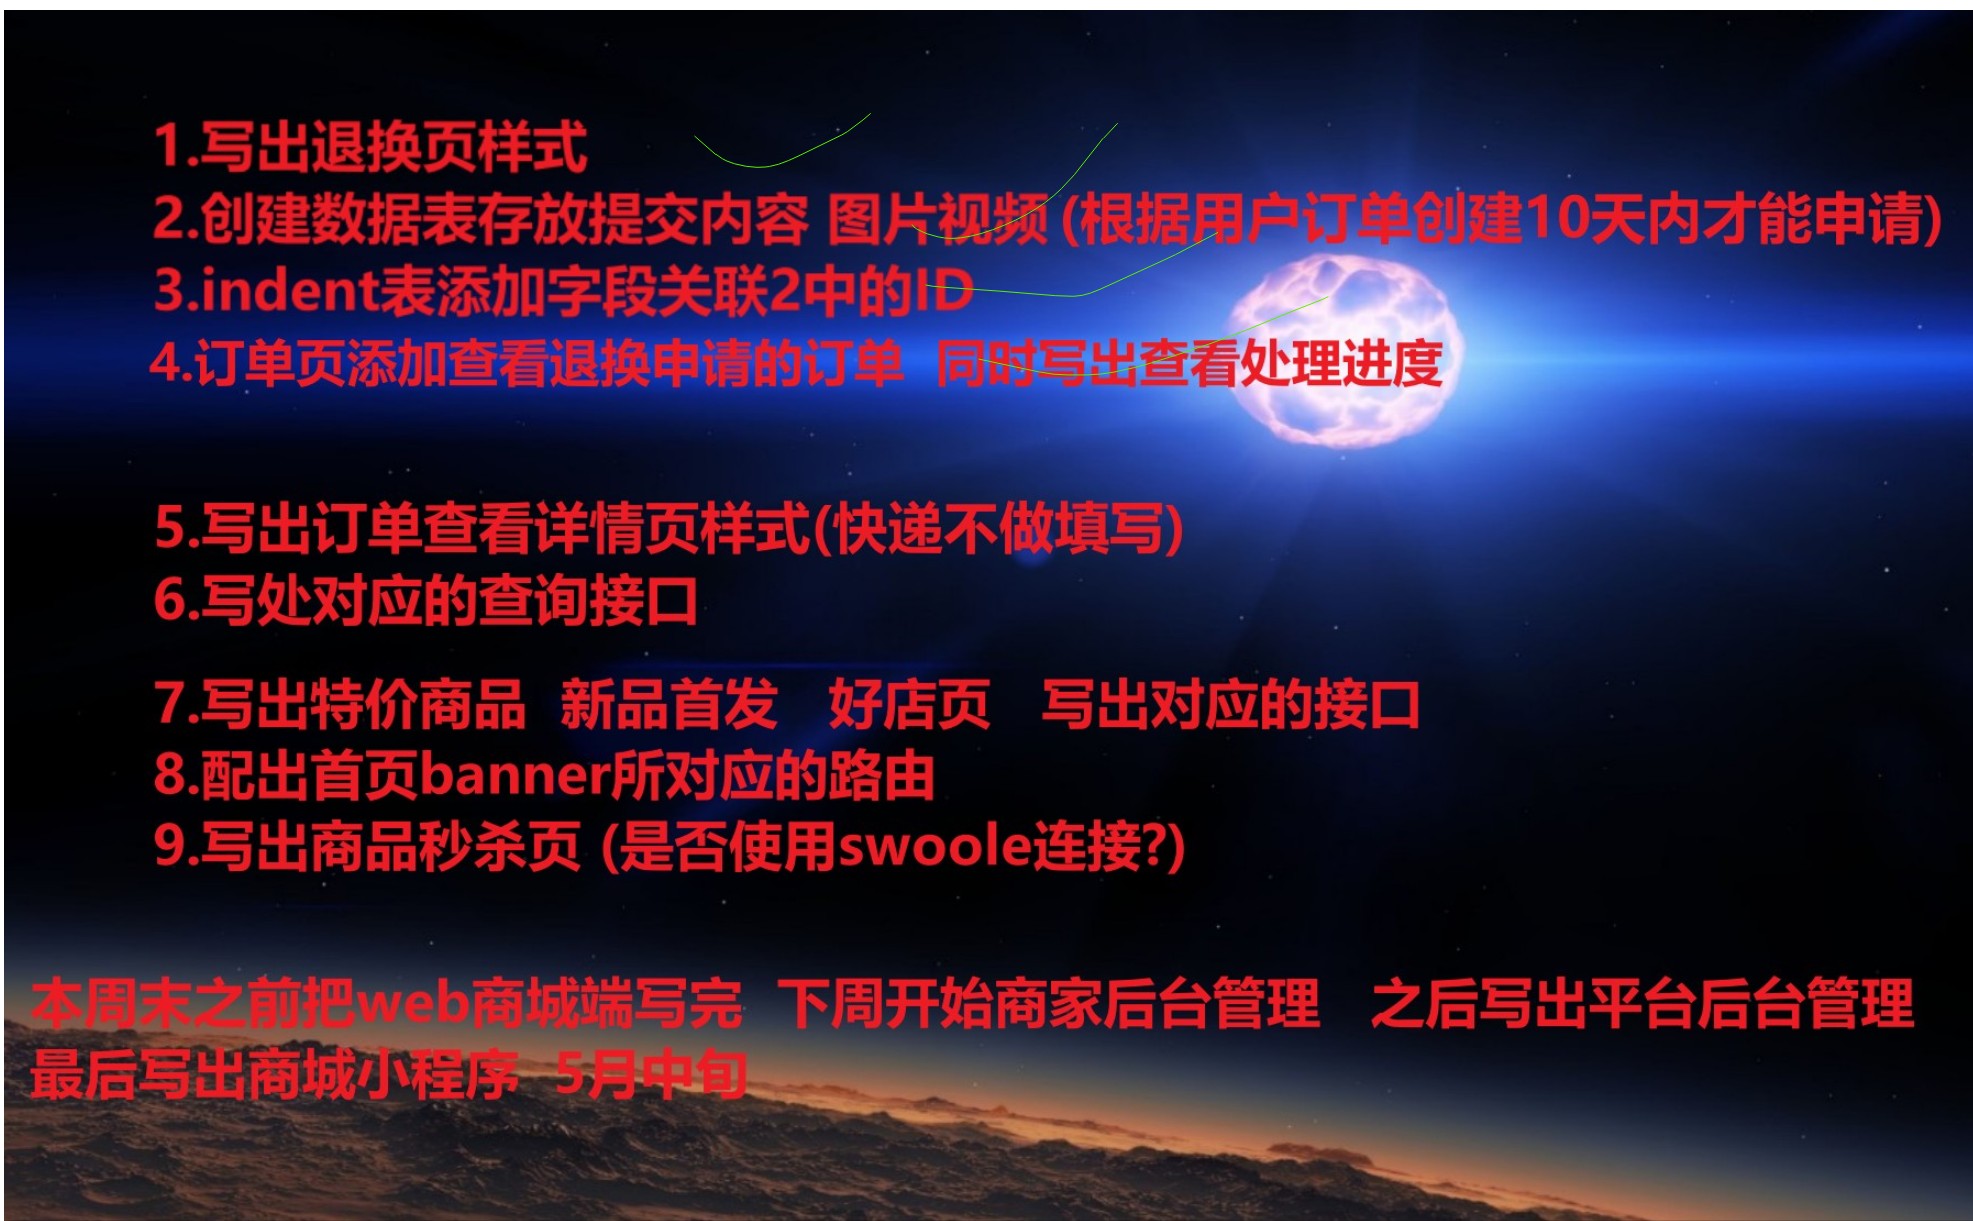 1.写出退换页样式
2.创建数据表存放提交内容 图片视频 (根据用户订单创建10天内才能申请)
3.indent表添加字段关联2中的ID
4.订单页添加查看退换申请的订单 同时写出查看处理进度
5.写出订单查看详情页样式(快递不做填写)
6.写处对应的查询接口
7.写出特价商品 新品首发 好店页 写出对应的接口
8.配出首页banner所对应的路由
9.写出商品秒杀页 (是否使用swoole连接?)
本周末之前把web商城端写完 下周开始商家后台管理 之后写出平台后台管理
最后写出商城小程序 5月中旬